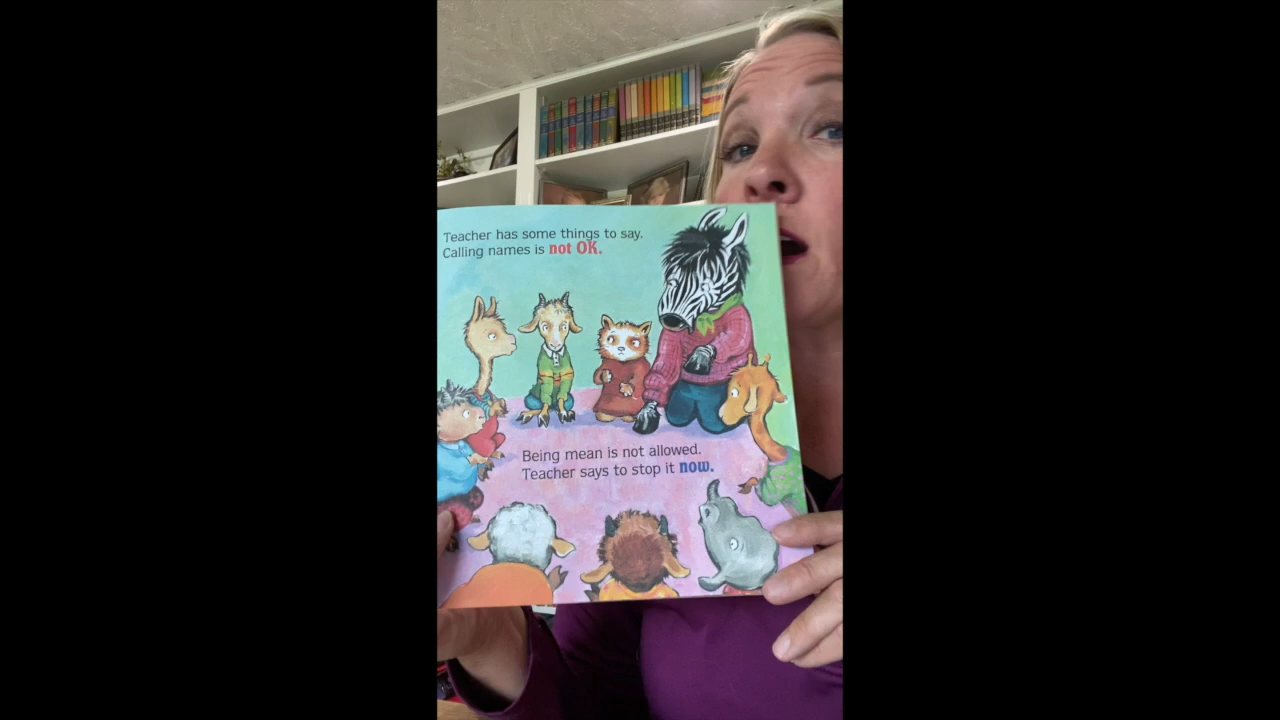 Teacher has some things to say.
Calling names is not OK.
Being mean is not allowed.
Teacher says to stop it now.